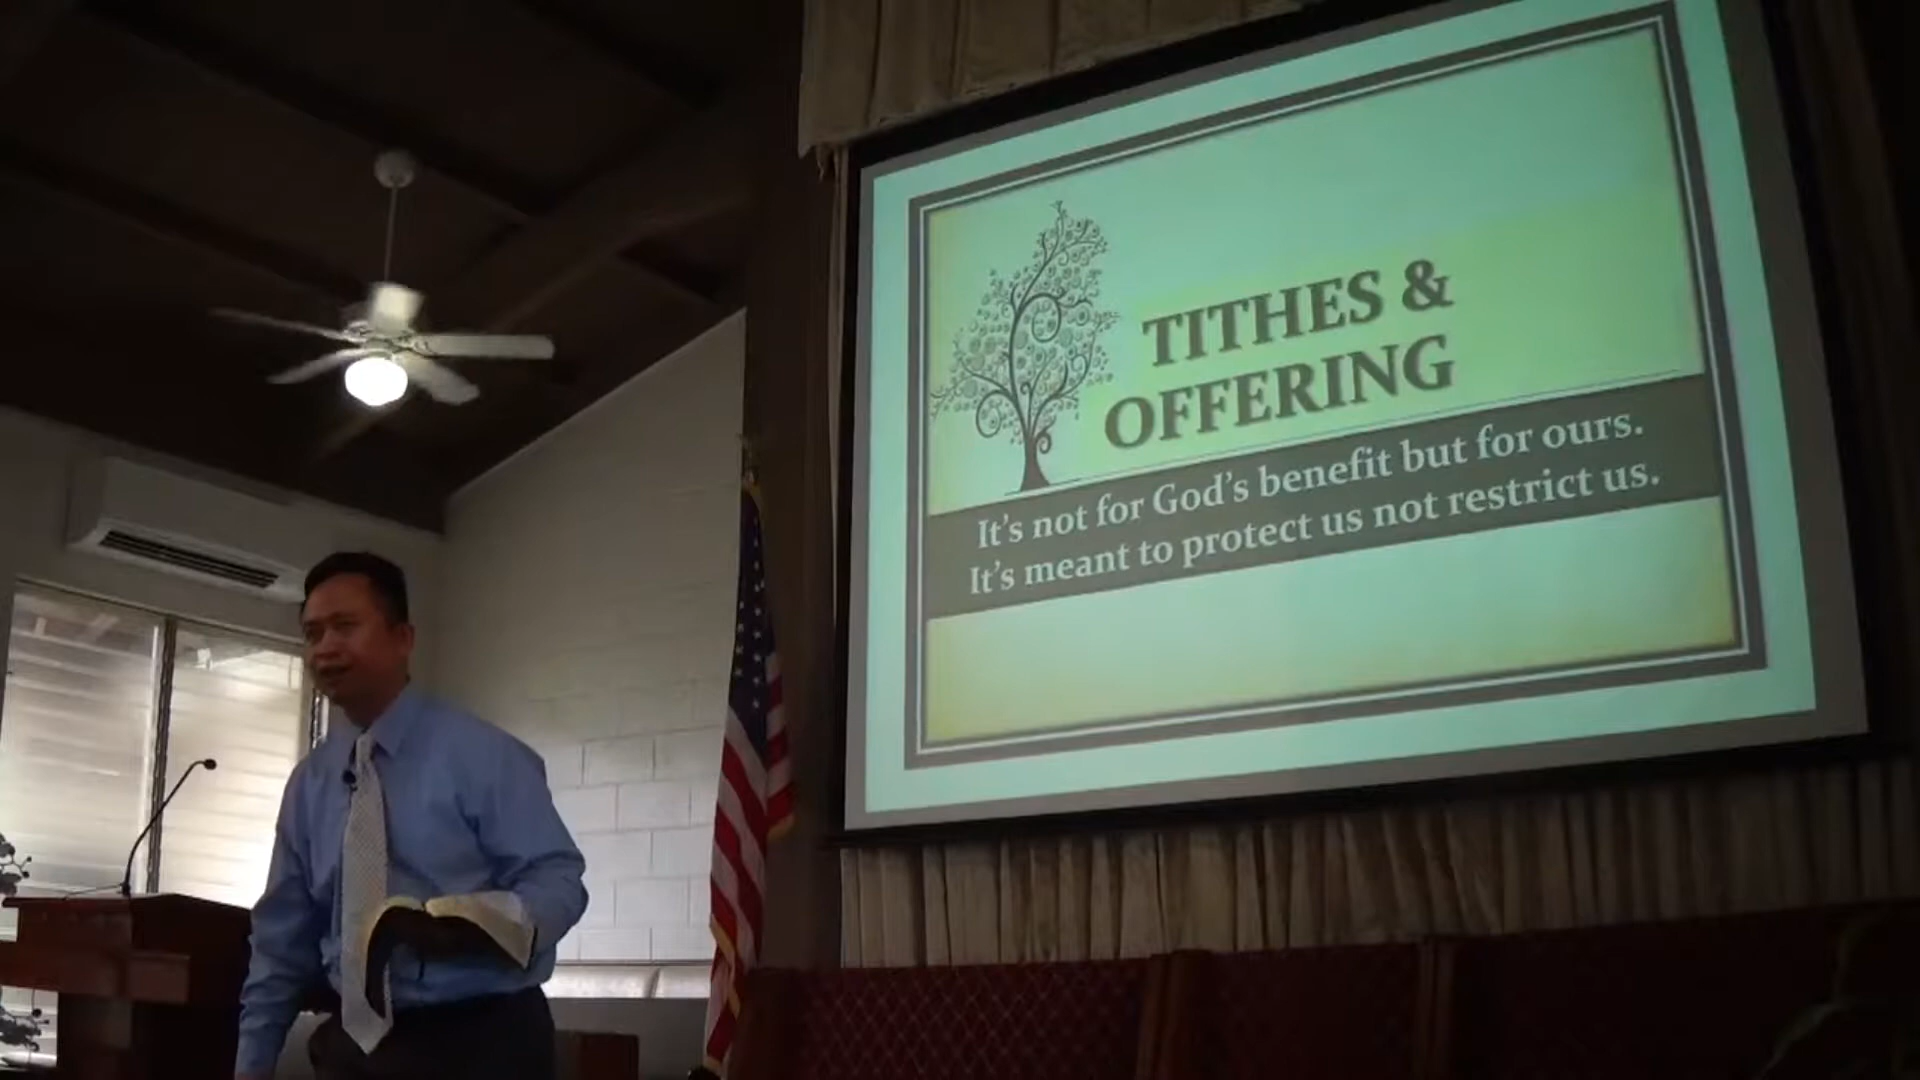 TITHES &
OFFERING
It's not for God's benefit but for ours.
It's meant to protect us not restrict us.